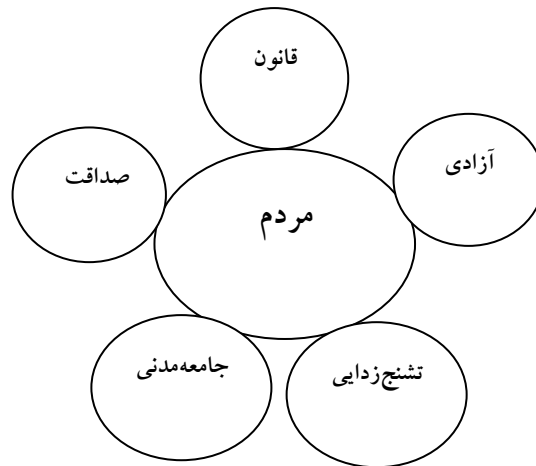 قانون
آزادی
صداقت
مردم
جامعه‌مدنی
تشنج‌زدایی